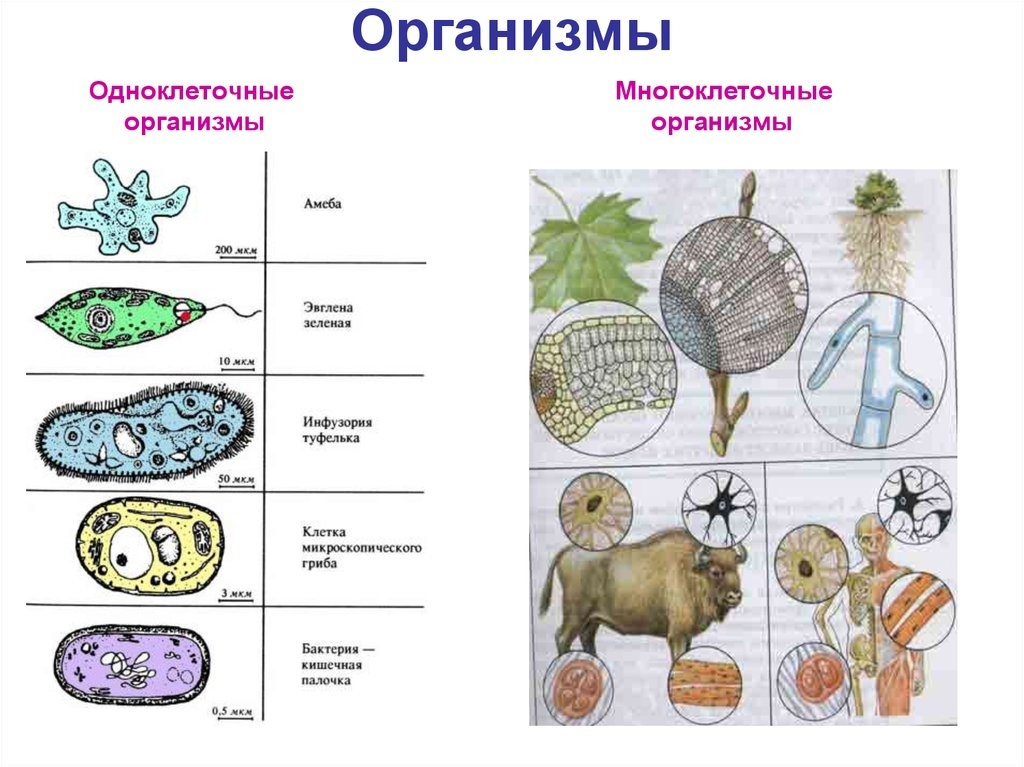 Организмы
Одноклеточные
организмы
Многоклеточные
организмы
Амеба
200 мкм
Эвглена
зеленая
10 мкм
Инфузория
туфелька
50 мкм
Клетка
микроскопического
гриба
3 мкм
Бактерия —
кишечная
палочка
0,5 мкм